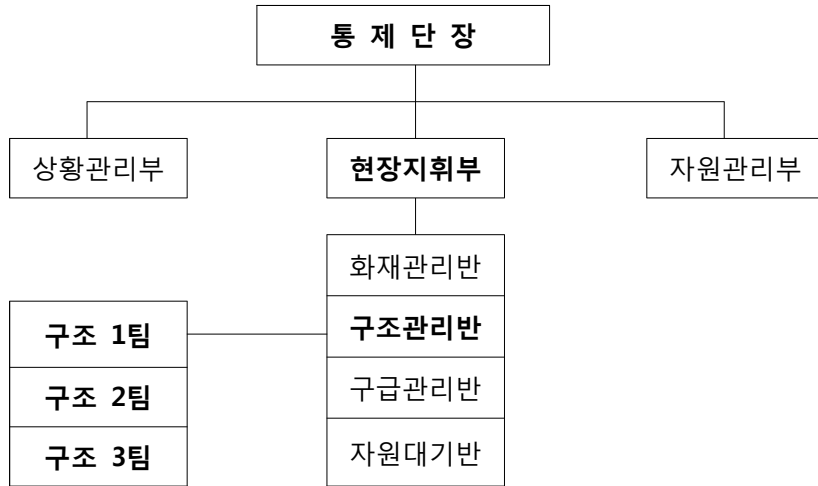 통 제 단 장
상황관리부
현장지휘부
자원관리부
화재관리반
구조관리반
구급관리반
자원대기반
구조 1팀
구조 2팀
구조 3팀